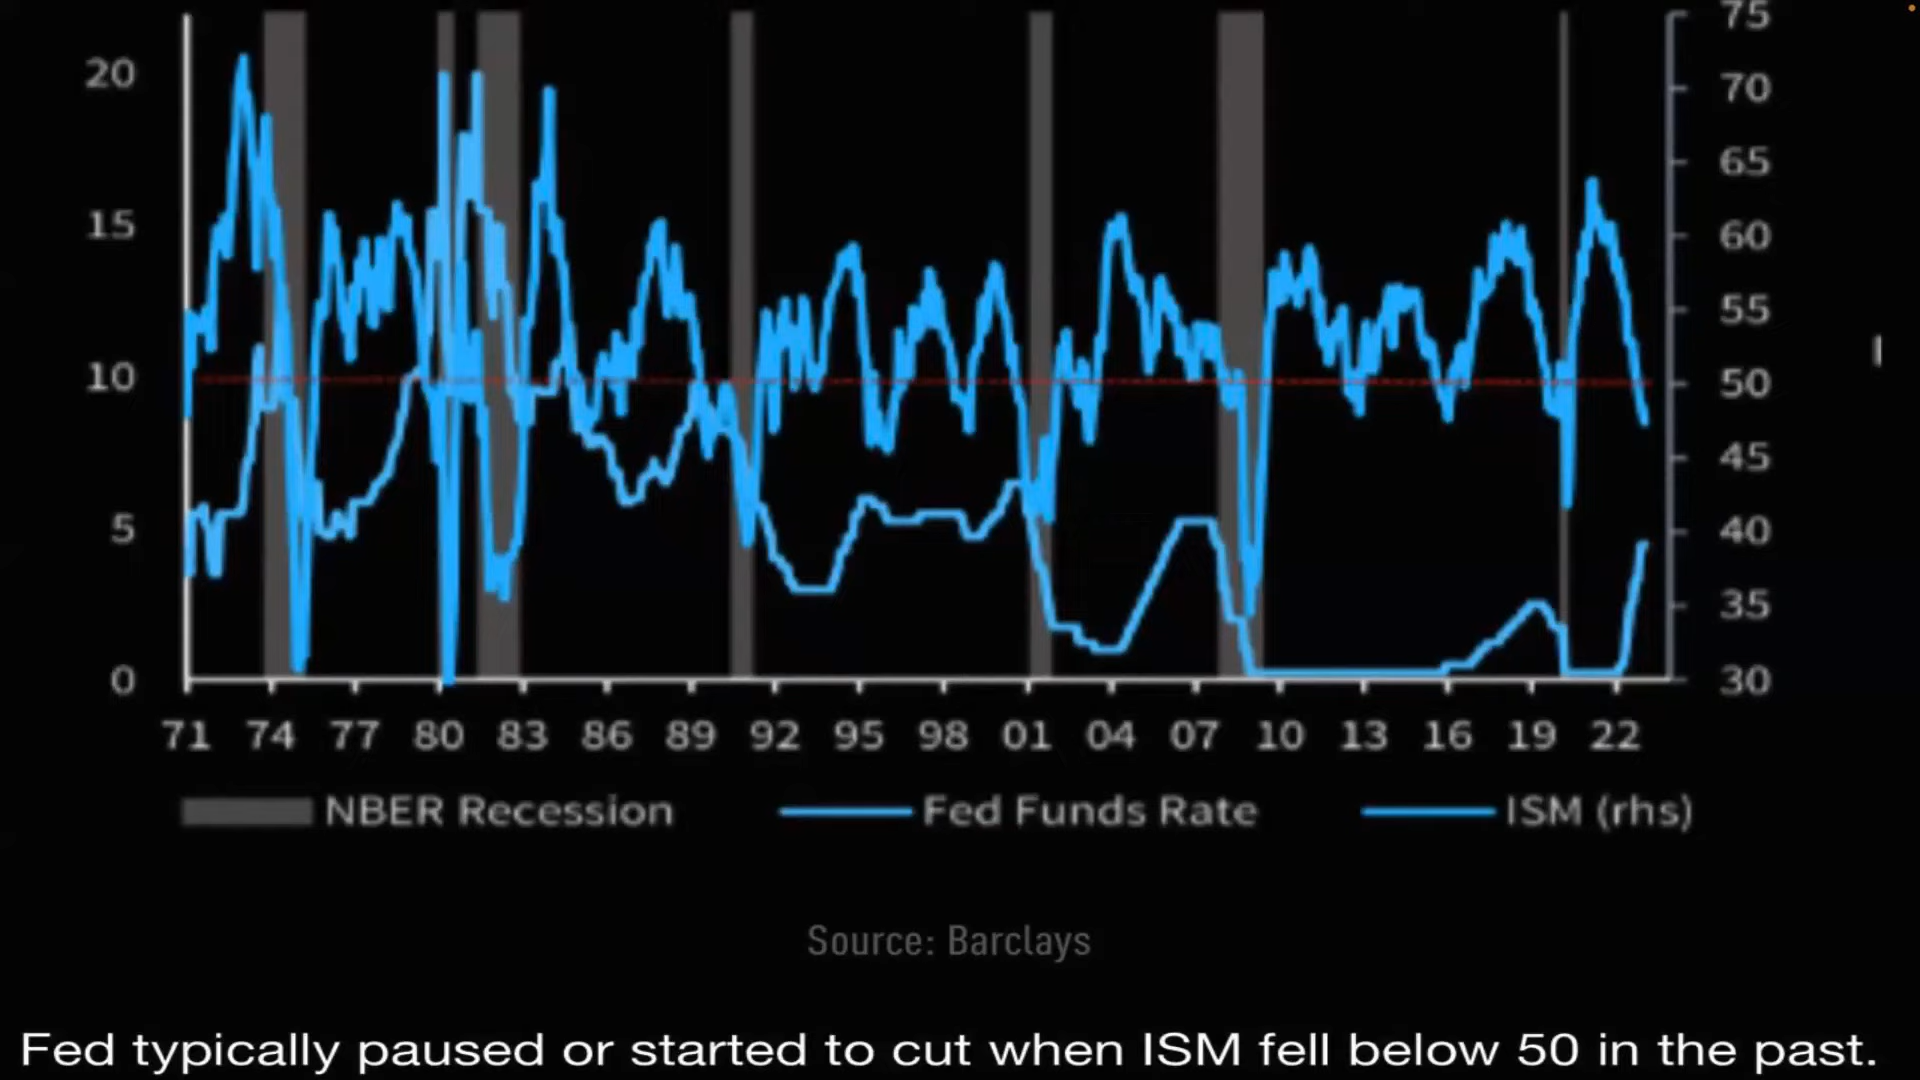 75
20 70
65
15 60
55
10 50
45
5 40
35
0 30
71 74 77 80 83 86 89 92 95 98 01 04 07 10 13 16 19 22
NBER Recession Fed Funds Rate ISM (rhs)
Source: Barclays
Fed typically paused or started to cut when ISM fell below 50 in the past.